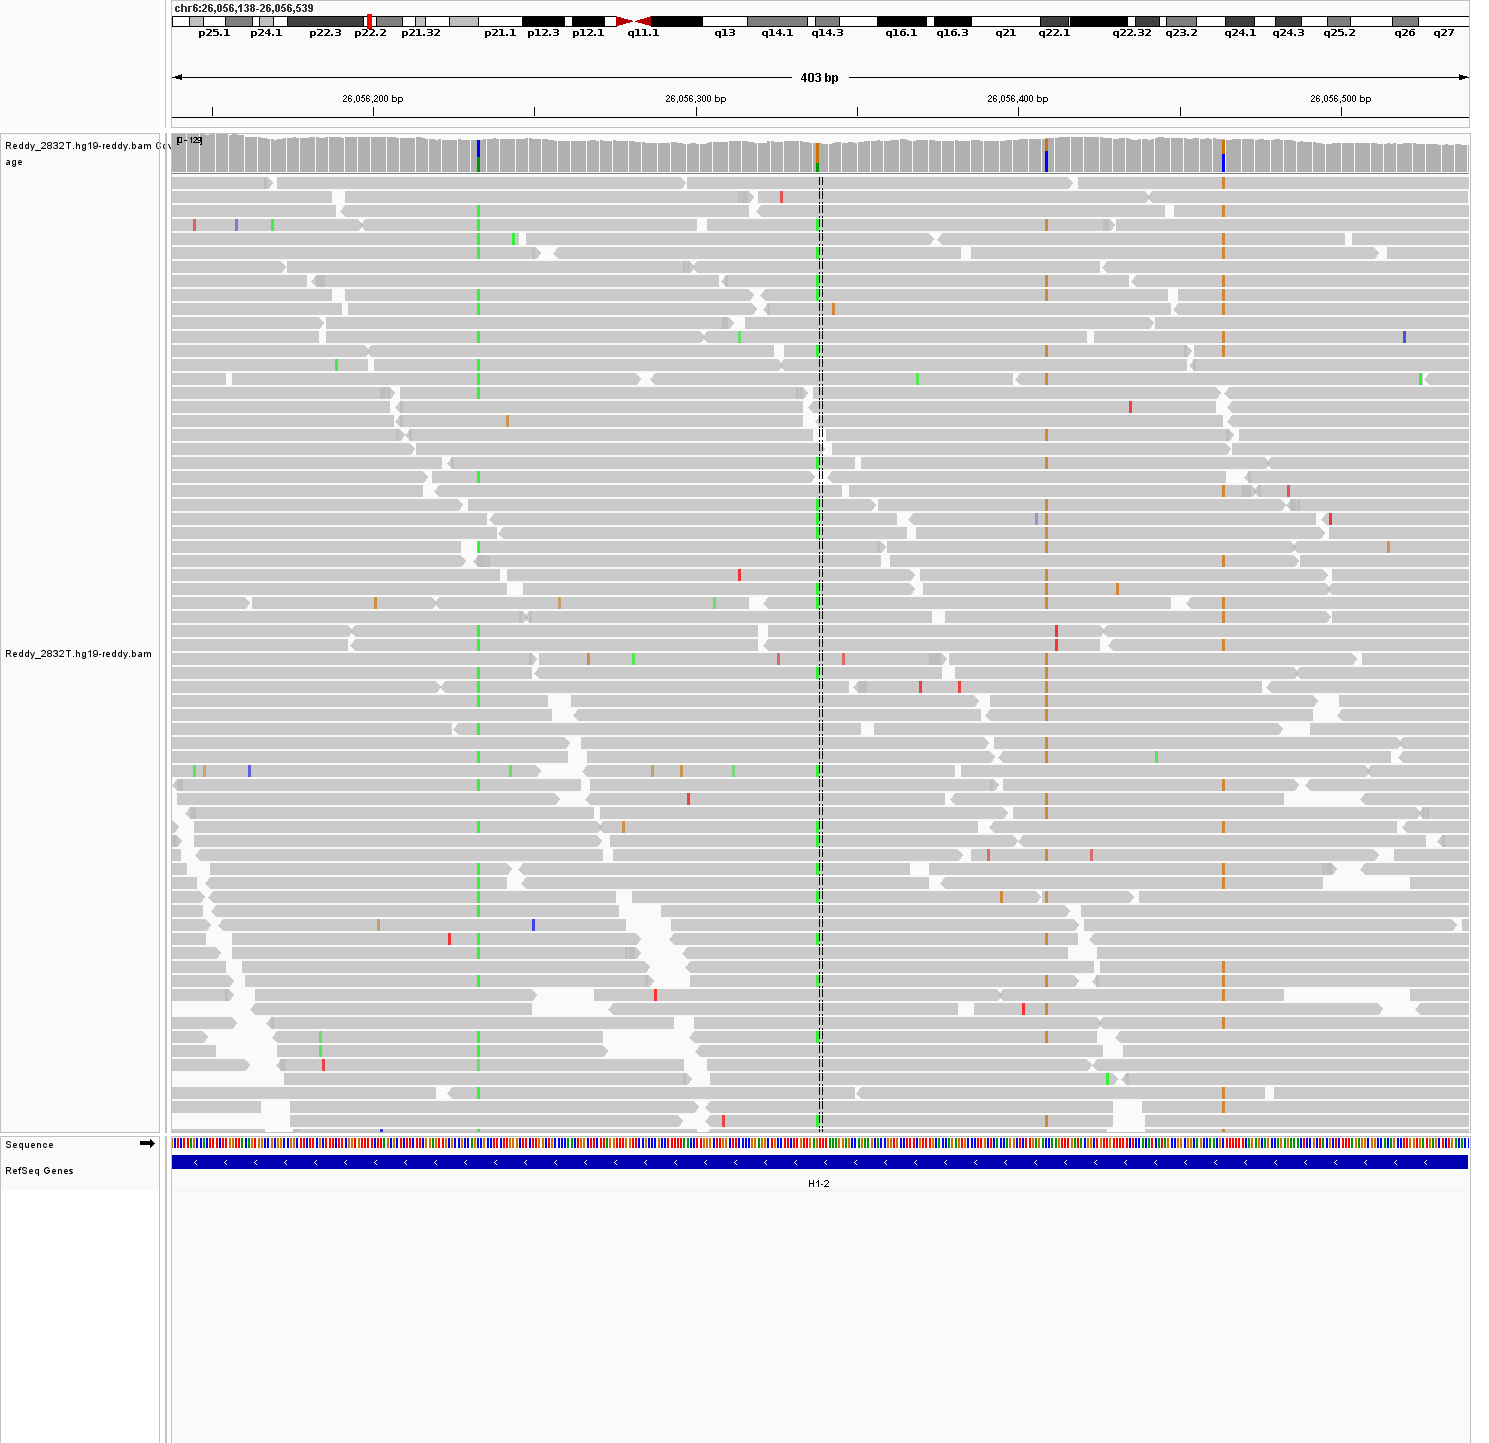 chr6:26,056,138-26,056,539
p25.1 p24.1 p22.3 p22.2 p21.32 p21.1 p12.3 p12.1 q11.1 q13 q14.1 q14.3 q16.1 q16.3 q21 q22.1 q22.32 q23.2 q24.1 q24.3 q25.2 q26 q27
403 bp
26,056,200 bp 26,056,300 bp 26,056,400 bp 26,056,500 bp
[0 - 129]
Reddy_2832T.hg19-reddy.bam Cov
age
Reddy_2832T.hg19-reddy.bam
Sequence
RefSeq Genes
H1-2